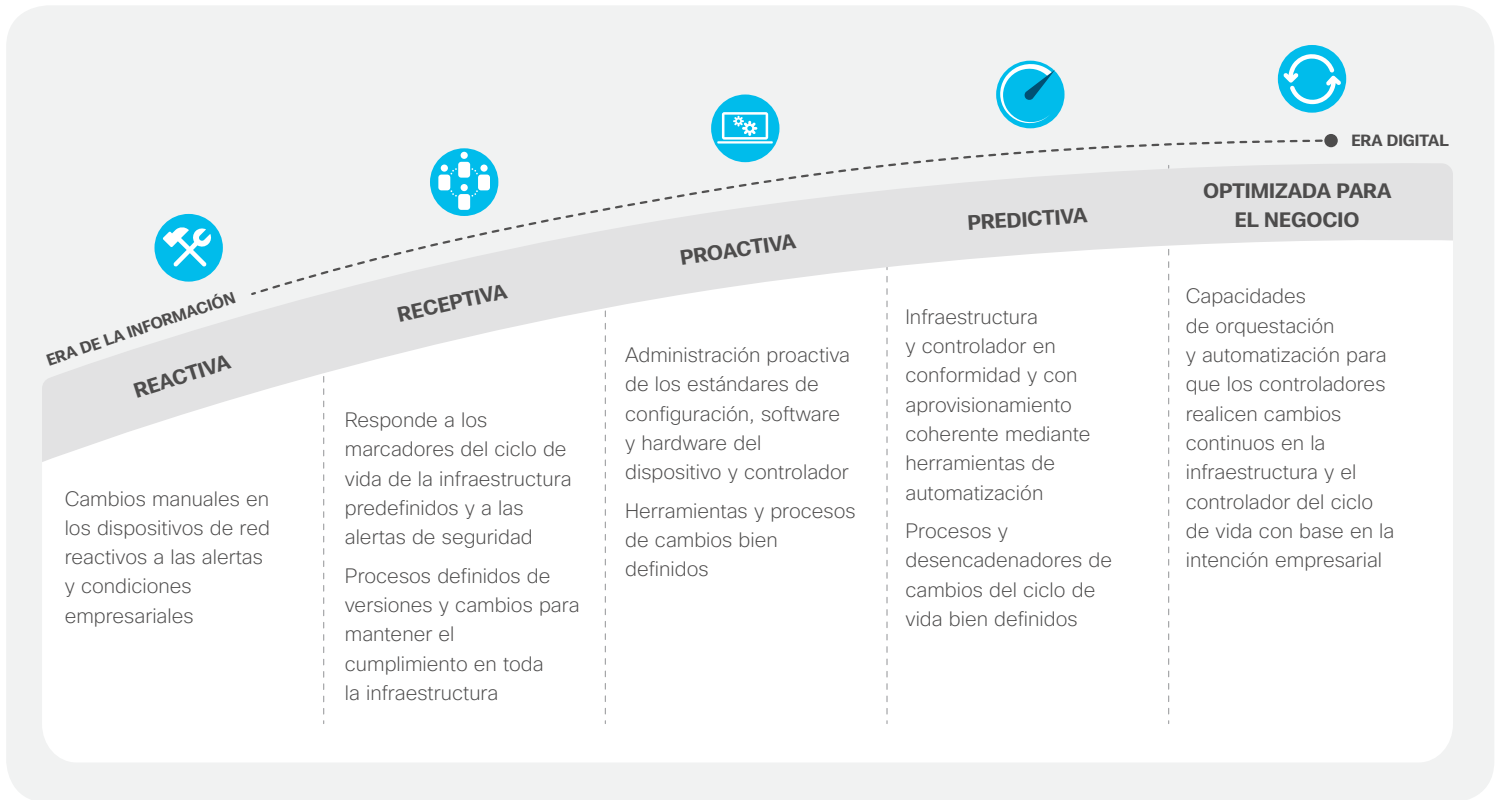 ERA DIGITAL
ERA DE LA INFORMACIÓN
REACTIVA
Cambios manuales en
los dispositivos de red
reactivos a las alertas
y condiciones
empresariales
RECEPTIVA
Responde a los
marcadores del ciclo de
vida de la infraestructura
predefinidos y a las
alertas de seguridad
Procesos definidos de
versiones y cambios para
mantener el
cumplimiento en toda
la infraestructura
PROACTIVA
Administración proactiva
de los estándares de
configuración, software
y hardware del
dispositivo y controlador
Herramientas y procesos
de cambios bien
definidos
PREDICTIVA
Infraestructura
y controlador en
conformidad y con
aprovisionamiento
coherente mediante
herramientas de
automatización
Procesos y
desencadenadores de
cambios del ciclo de
vida bien definidos
OPTIMIZADA PARA
EL NEGOCIO
Capacidades
de orquestación
y automatización para
que los controladores
realicen cambios
continuos en la
infraestructura y el
controlador del ciclo
de vida con base en la
intención empresarial